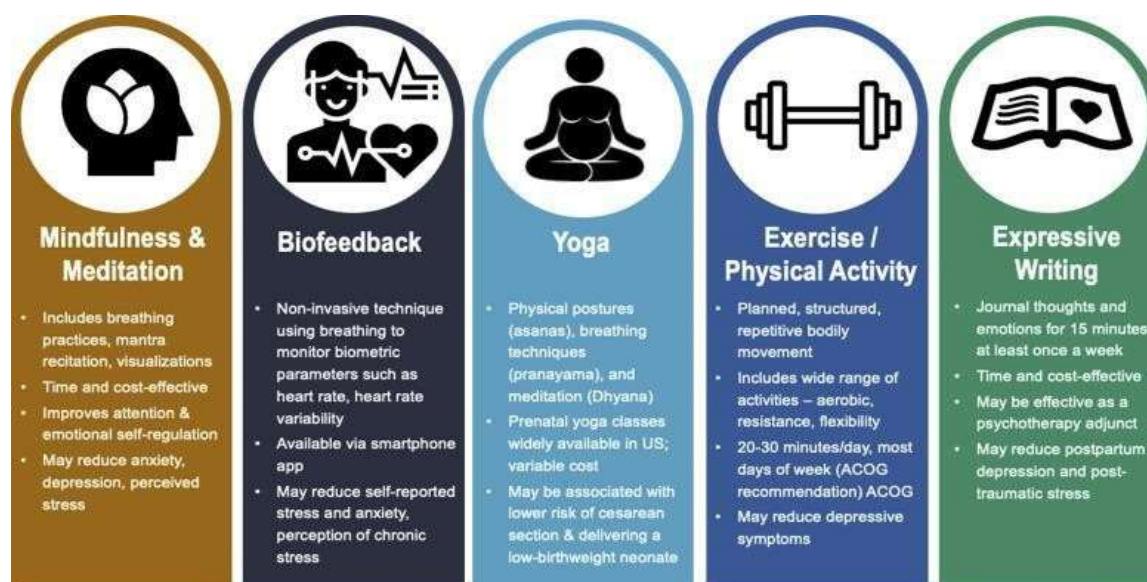 Mindfulness &
Meditation
• Includes breathing
practices, mantra
recitation, visualizations
• Time and cost-effective
• Improves attention &
emotional self-regulation
• May reduce anxiety,
depression, perceived
stress
Biofeedback
• Non-invasive technique
using breathing to
monitor biometric
parameters such as
heart rate, heart rate
variability
• Available via smartphone
app
• May reduce self-reported
stress and anxiety,
perception of chronic
stress
Yoga
• Physical postures
(asanas), breathing
techniques
(pranayama), and
meditation (Dhyana)
• Prenatal yoga classes
widely available in US;
variable cost
• May be associated with
lower risk of cesarean
section & delivering a
low-birthweight neonate
Exercise /
Physical Activity
• Planned, structured,
repetitive bodily
movement
• Includes wide range of
activities – aerobic,
resistance, flexibility
• 20-30 minutes/day, most
days of week (ACOG
recommendation) ACOG
• May reduce depressive
symptoms
Expressive
Writing
• Journal thoughts and
emotions for 15 minutes
at least once a week
• Time and cost-effective
• May be effective as a
psychotherapy adjunct
• May reduce postpartum
depression and post-
traumatic stress